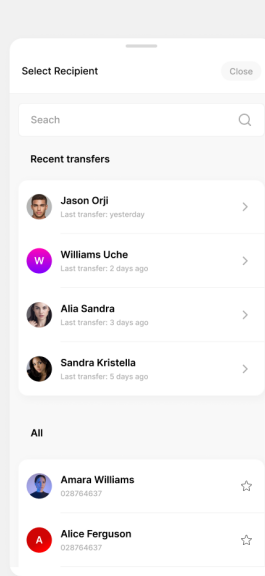 Select Recipient
Close
Seach
Recent transfers
Jason Orji
Last transfer: yesterday
W
Williams Uche
Last transfer: 2 days ago
Alia Sandra
Last transfer: 3 days ago
Sandra Kristella
Last transfer: 5 days ago
All
Amara Williams
028764637
A
Alice Ferguson
028764637